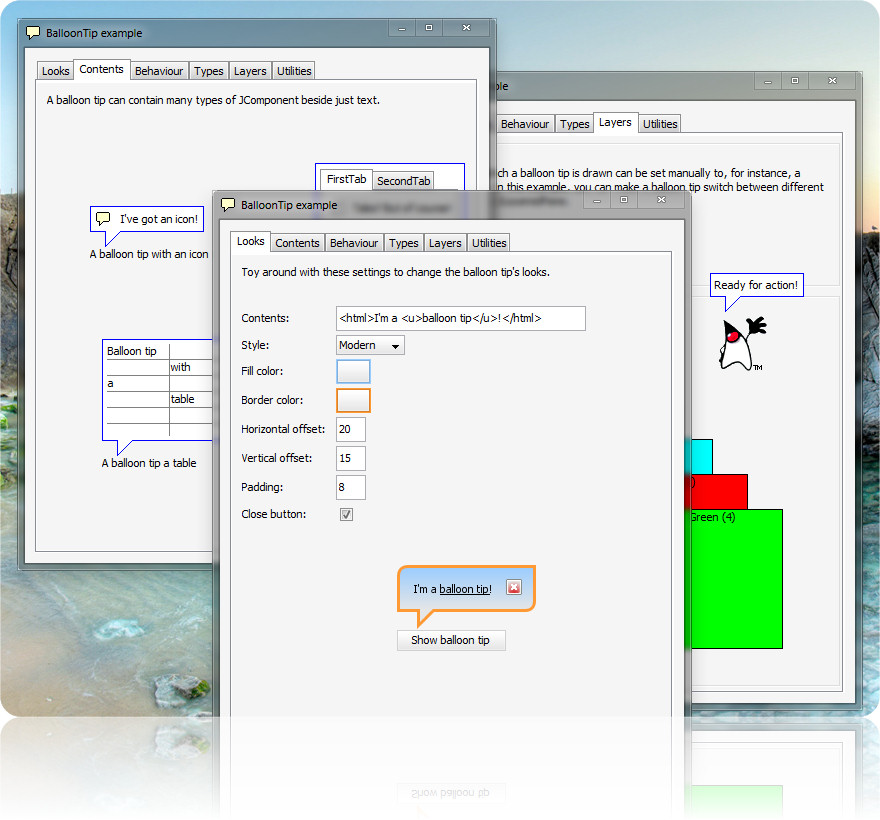 BalloonTip example
Looks Contents Behaviour Types Layers Utilities
A balloon tip can contain many types of JComponent beside just text.
FirstTab SecondTab
I've got an icon!
A balloon tip with an icon
Balloon tip
with
a
table
A balloon tip a table
Behaviour Types Layers Utilities
a balloon tip is drawn can be set manually to, for instance, a
this example, you can make a balloon tip switch between different
Ready for action!
TM
Green (4)
BalloonTip example
Looks Contents Behaviour Types Layers Utilities
Toy around with these settings to change the balloon tip's looks.
Contents: <html>I'm a <u>balloon tip</u>!</html>
Style: Modern
Fill color:
Border color:
Horizontal offset: 20
Vertical offset: 15
Padding: 8
Close button:
I'm a balloon tip!
Show balloon tip